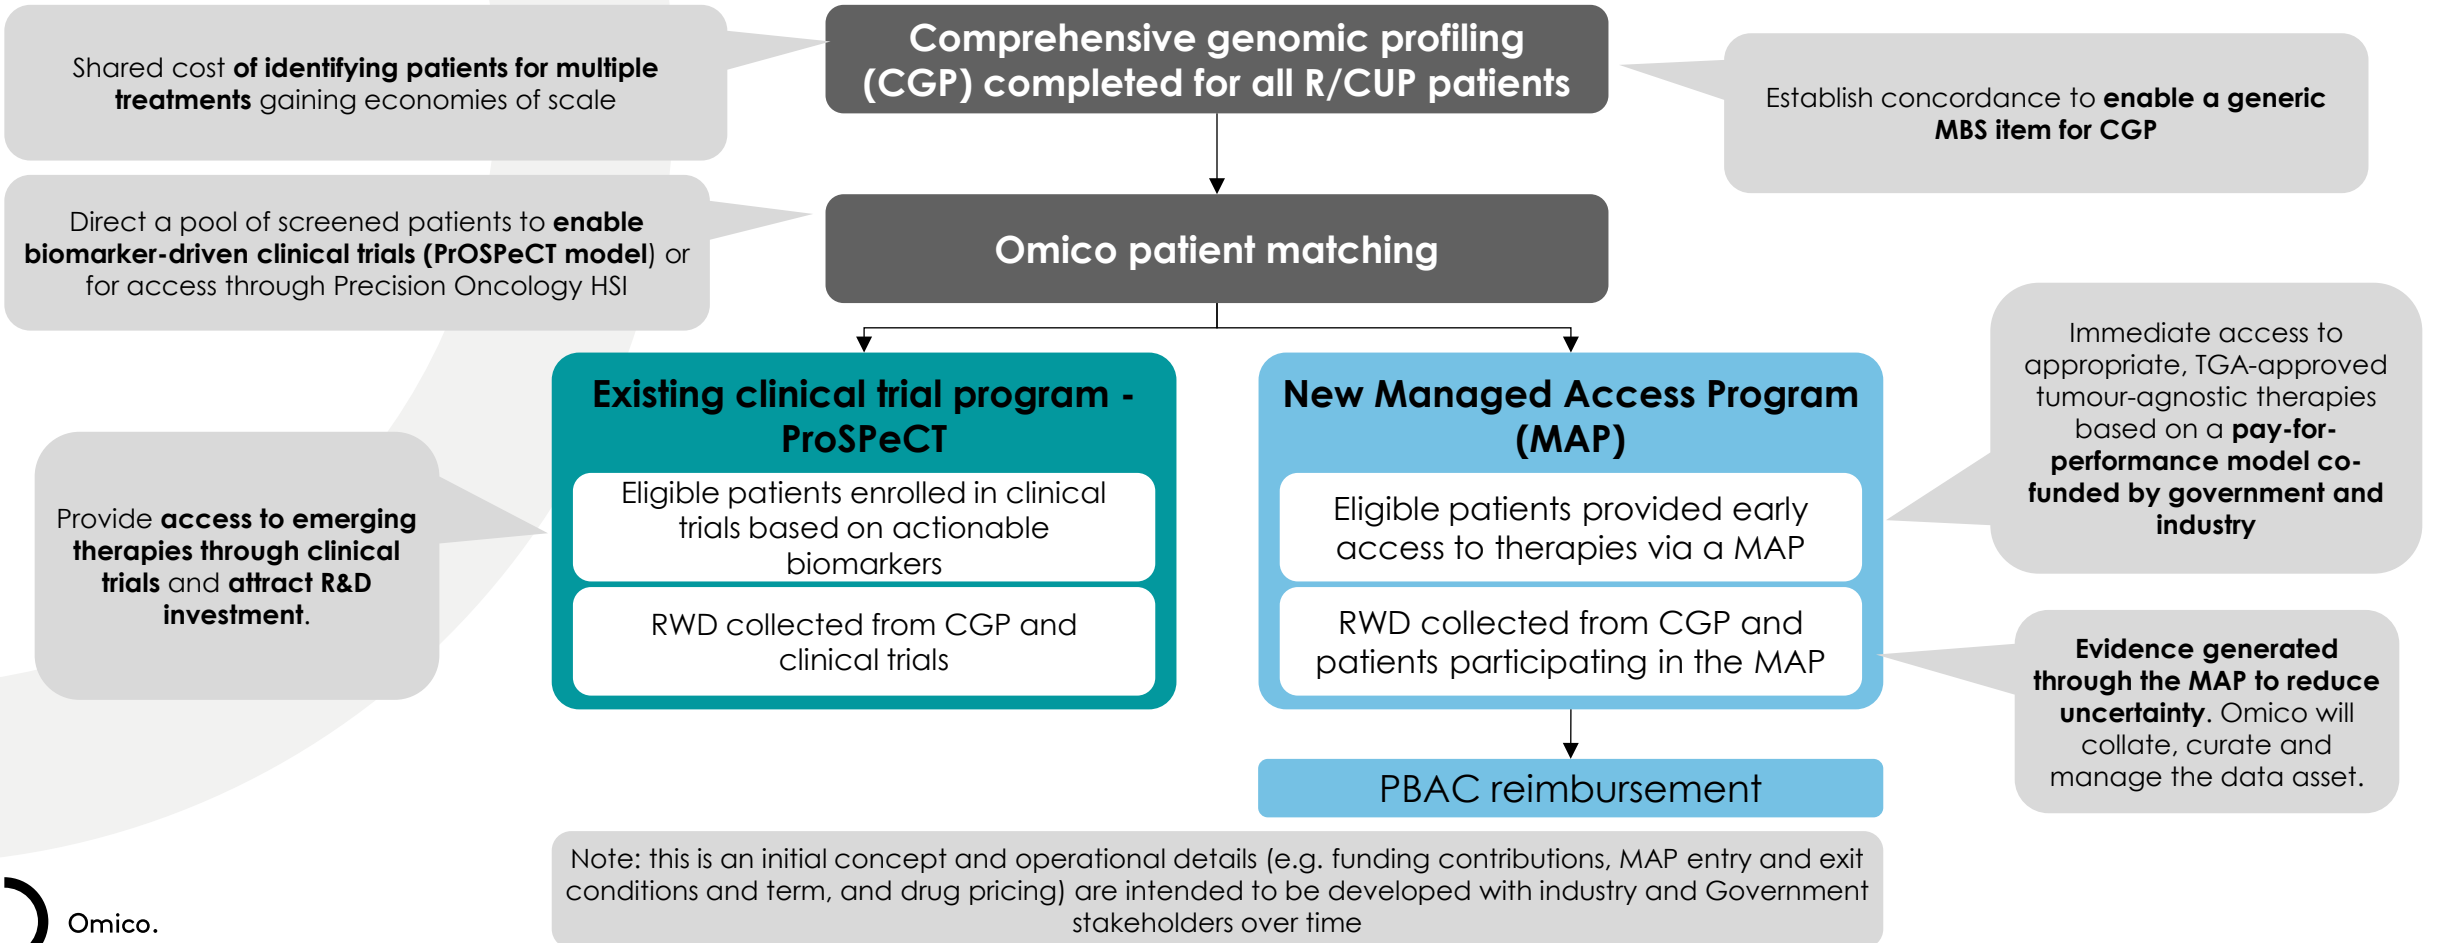 Comprehensive genomic profiling
(CGP) completed for all R/CUP patients
Shared cost of identifying patients for multiple
treatments gaining economies of scale
Establish concordance to enable a generic
MBS item for CGP
Direct a pool of screened patients to enable
biomarker-driven clinical trials (PrOSPeCT model) or
for access through Precision Oncology HSI
Omico patient matching
Existing clinical trial program -
ProSPeCT
Eligible patients enrolled in clinical
trials based on actionable
biomarkers
RWD collected from CGP and
clinical trials
Provide access to emerging
therapies through clinical
trials and attract R&D
investment.
New Managed Access Program
(MAP)
Eligible patients provided early
access to therapies via a MAP
RWD collected from CGP and
patients participating in the MAP
Immediate access to
appropriate, TGA-approved
tumour-agnostic therapies
based on a pay-for-
performance model co-
funded by government and
industry
Evidence generated
through the MAP to reduce
uncertainty. Omico will
collate, curate and
manage the data asset.
PBAC reimbursement
Note: this is an initial concept and operational details (e.g. funding contributions, MAP entry and exit
conditions and term, and drug pricing) are intended to be developed with industry and Government
stakeholders over time
Omico.